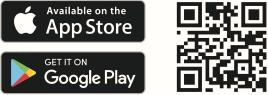 Available on the
App Store
GET IT ON
Google Play